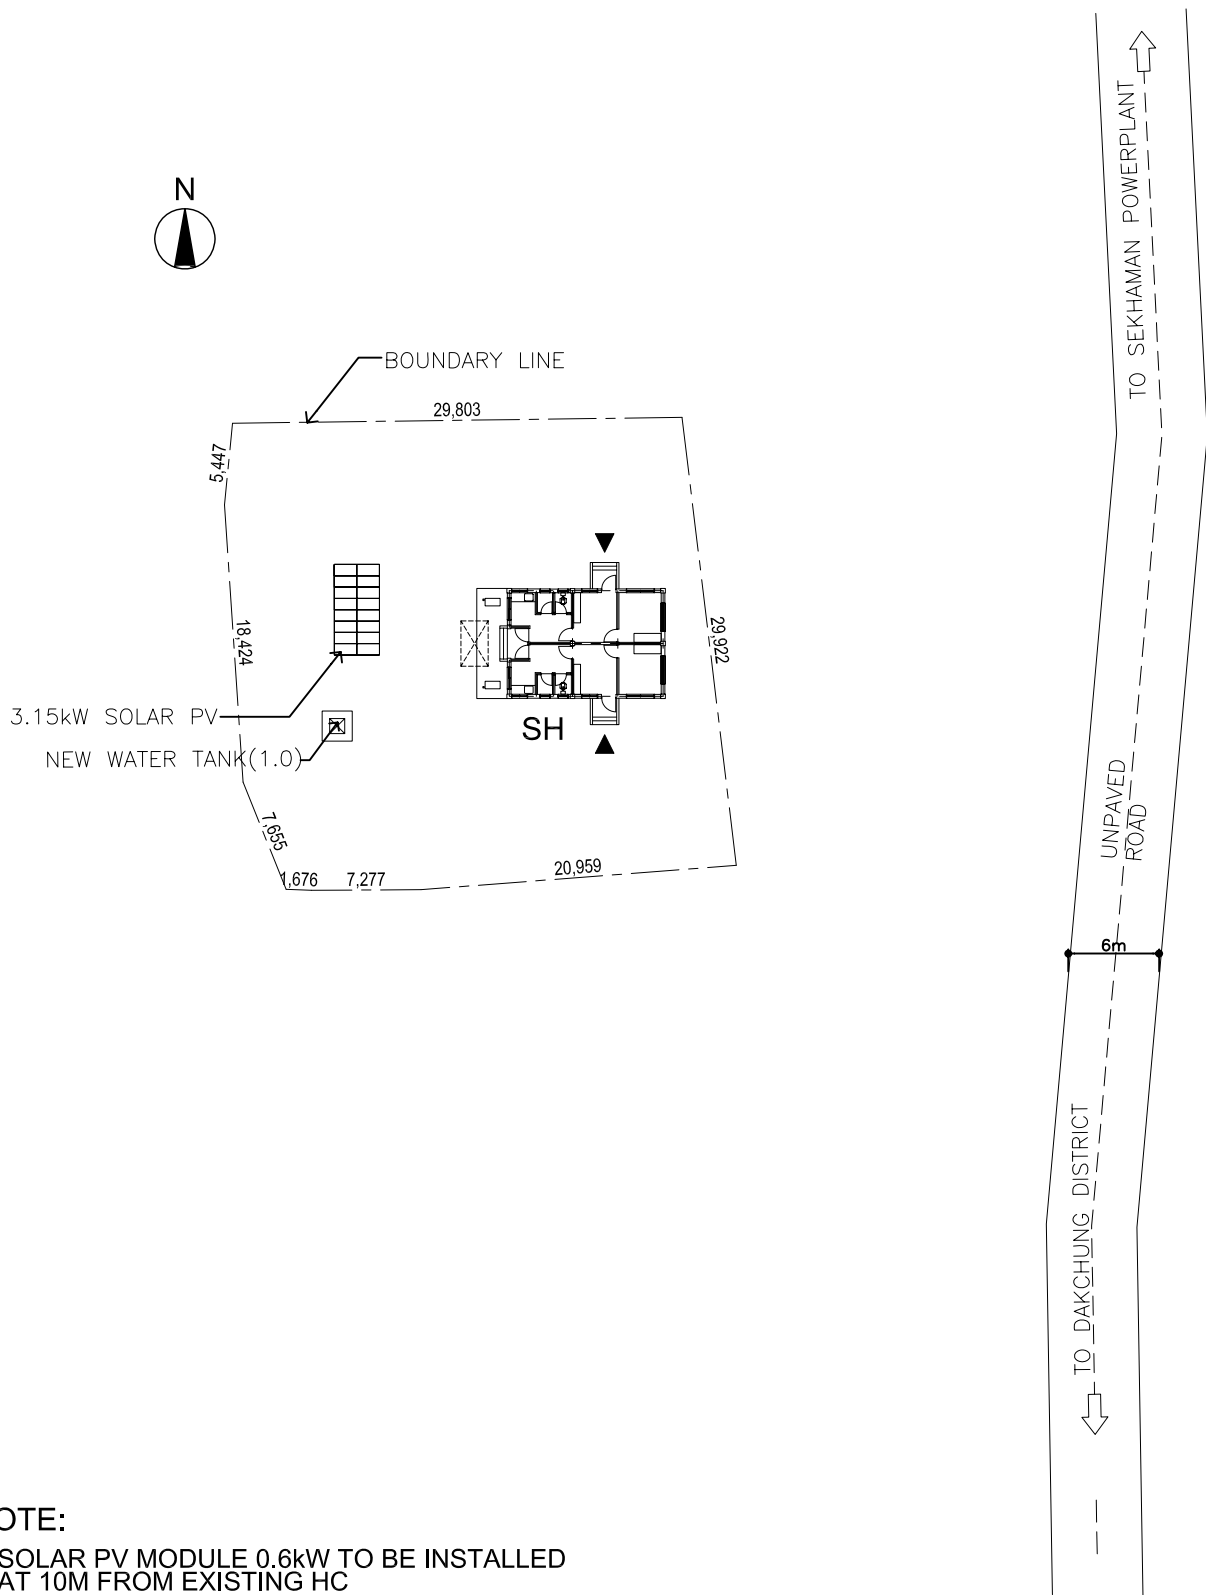 N
TO SEKHAMAN POWERPLANT
BOUNDARY LINE
29,803
5,447
18,424
29,922
3.15kW SOLAR PV
NEW WATER TANK(1.0)
SH
7,655
1,676
7,277
20,959
UNPAVED
ROAD
6m
TO DAKCHUNG DISTRICT
OTE:
SOLAR PV MODULE 0.6kW TO BE INSTALLED
AT 10M FROM EXISTING HC